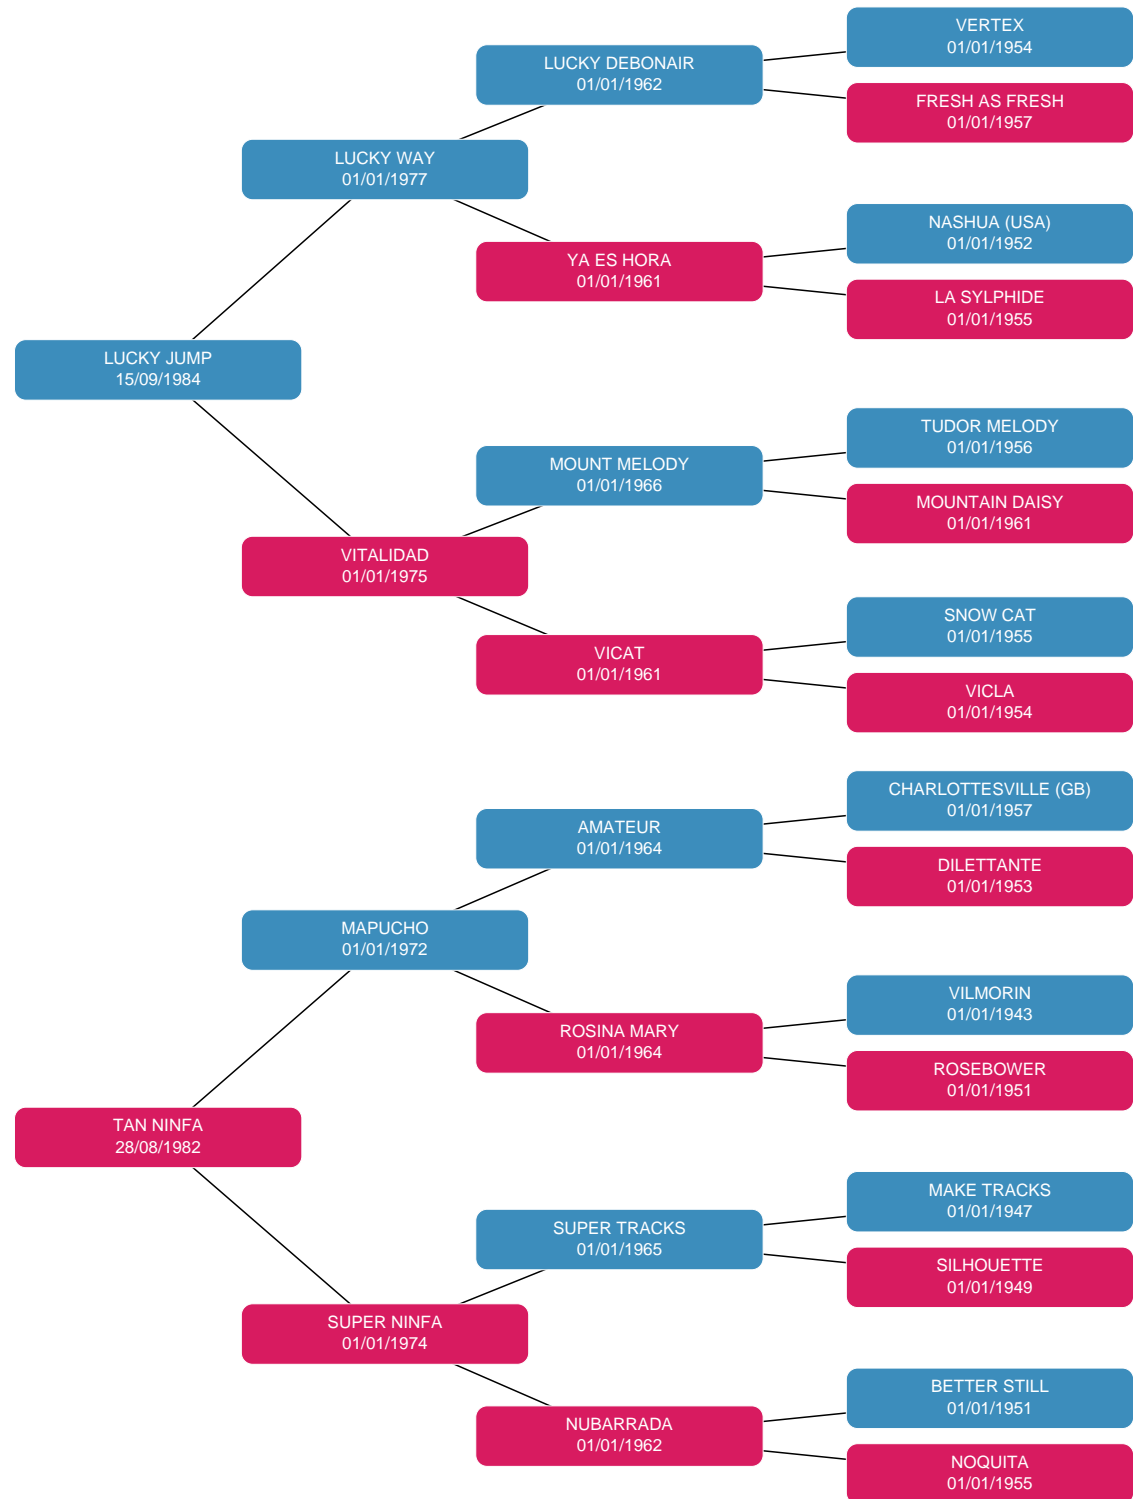 VERTEX
01/01/1954
LUCKY DEBONAIR
01/01/1962
FRESH AS FRESH
01/01/1957
LUCKY WAY
01/01/1977
NASHUA (USA)
01/01/1952
YA ES HORA
01/01/1961
LA SYLPHIDE
01/01/1955
LUCKY JUMP
15/09/1984
TUDOR MELODY
01/01/1956
MOUNT MELODY
01/01/1966
MOUNTAIN DAISY
01/01/1961
VITALIDAD
01/01/1975
SNOW CAT
01/01/1955
VICAT
01/01/1961
VICLA
01/01/1954
CHARLOTTESVILLE (GB)
01/01/1957
AMATEUR
01/01/1964
DILETTANTE
01/01/1953
MAPUCHO
01/01/1972
VILMORIN
01/01/1943
ROSINA MARY
01/01/1964
ROSEBOWER
01/01/1951
TAN NINFA
28/08/1982
MAKE TRACKS
01/01/1947
SUPER TRACKS
01/01/1965
SILHOUETTE
01/01/1949
SUPER NINFA
01/01/1974
BETTER STILL
01/01/1951
NUBARRADA
01/01/1962
NOQUITA
01/01/1955